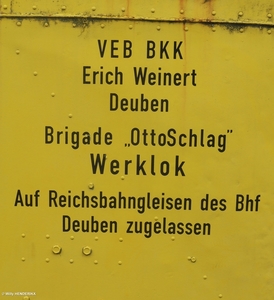 VEB BKK
Erich Weinert
Deuben
Brigade „OttoSchlag"
Werklok
Auf Reichsbahngleisen des Bhf
Deuben zugelassen